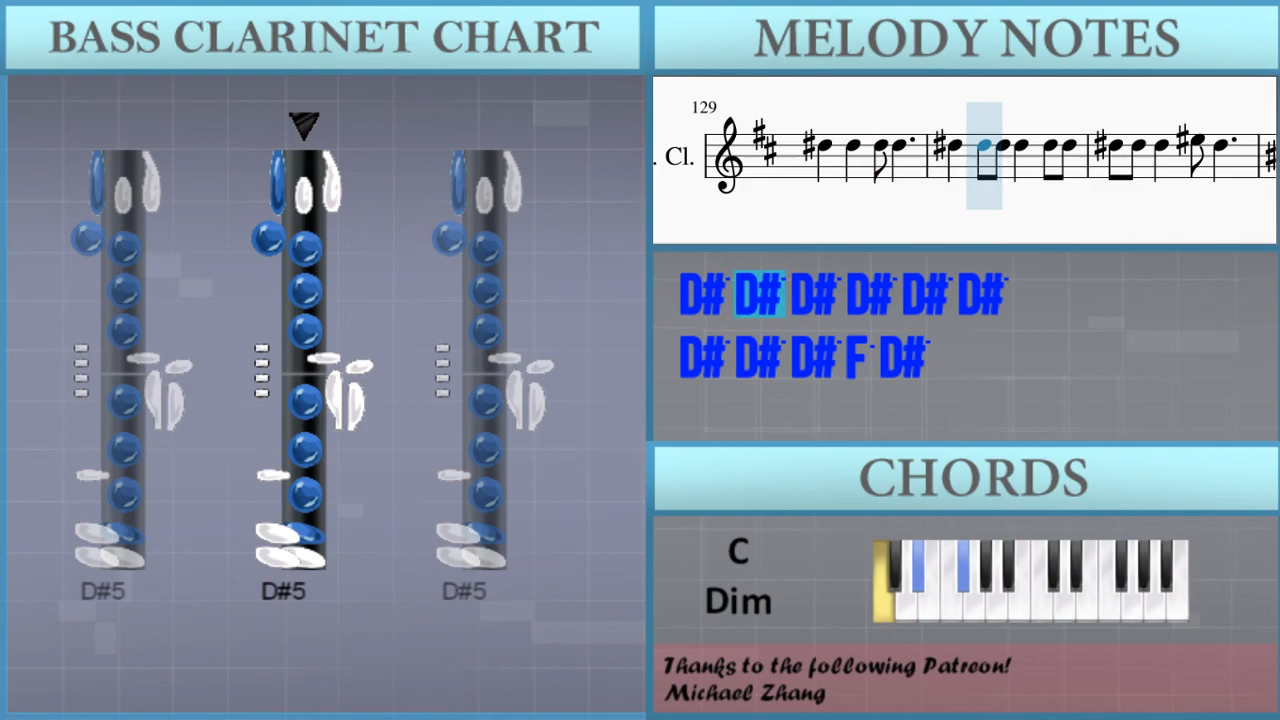 BASS CLARINET CHART
D#5 D#5 D#5
MELODY NOTES
129
. Cl.
D# D# D# D# D# D#
D# D# D# F D#
CHORDS
C
Dim
Thanks to the following Patreon!
Michael Zhang